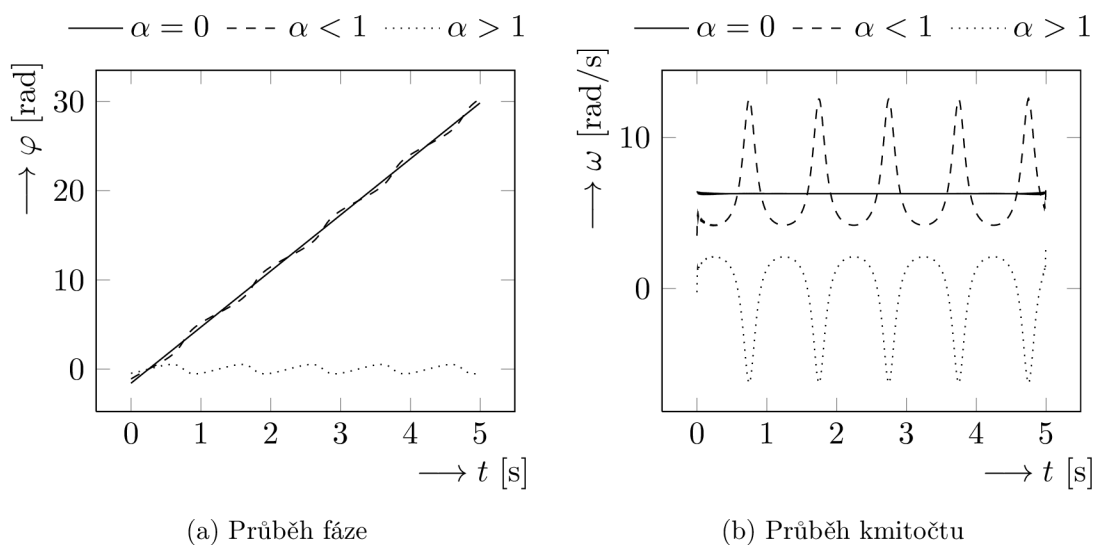 α = 0 α < 1 α > 1
α = 0 α < 1 α > 1
⟶ φ [rad]
30
20
10
0
0 1 2 3 4 5
⟶ t [s]
⟶ ω [rad/s]
10
0
0 1 2 3 4 5
⟶ t [s]
(a) Průběh fáze
(b) Průběh kmitočtu